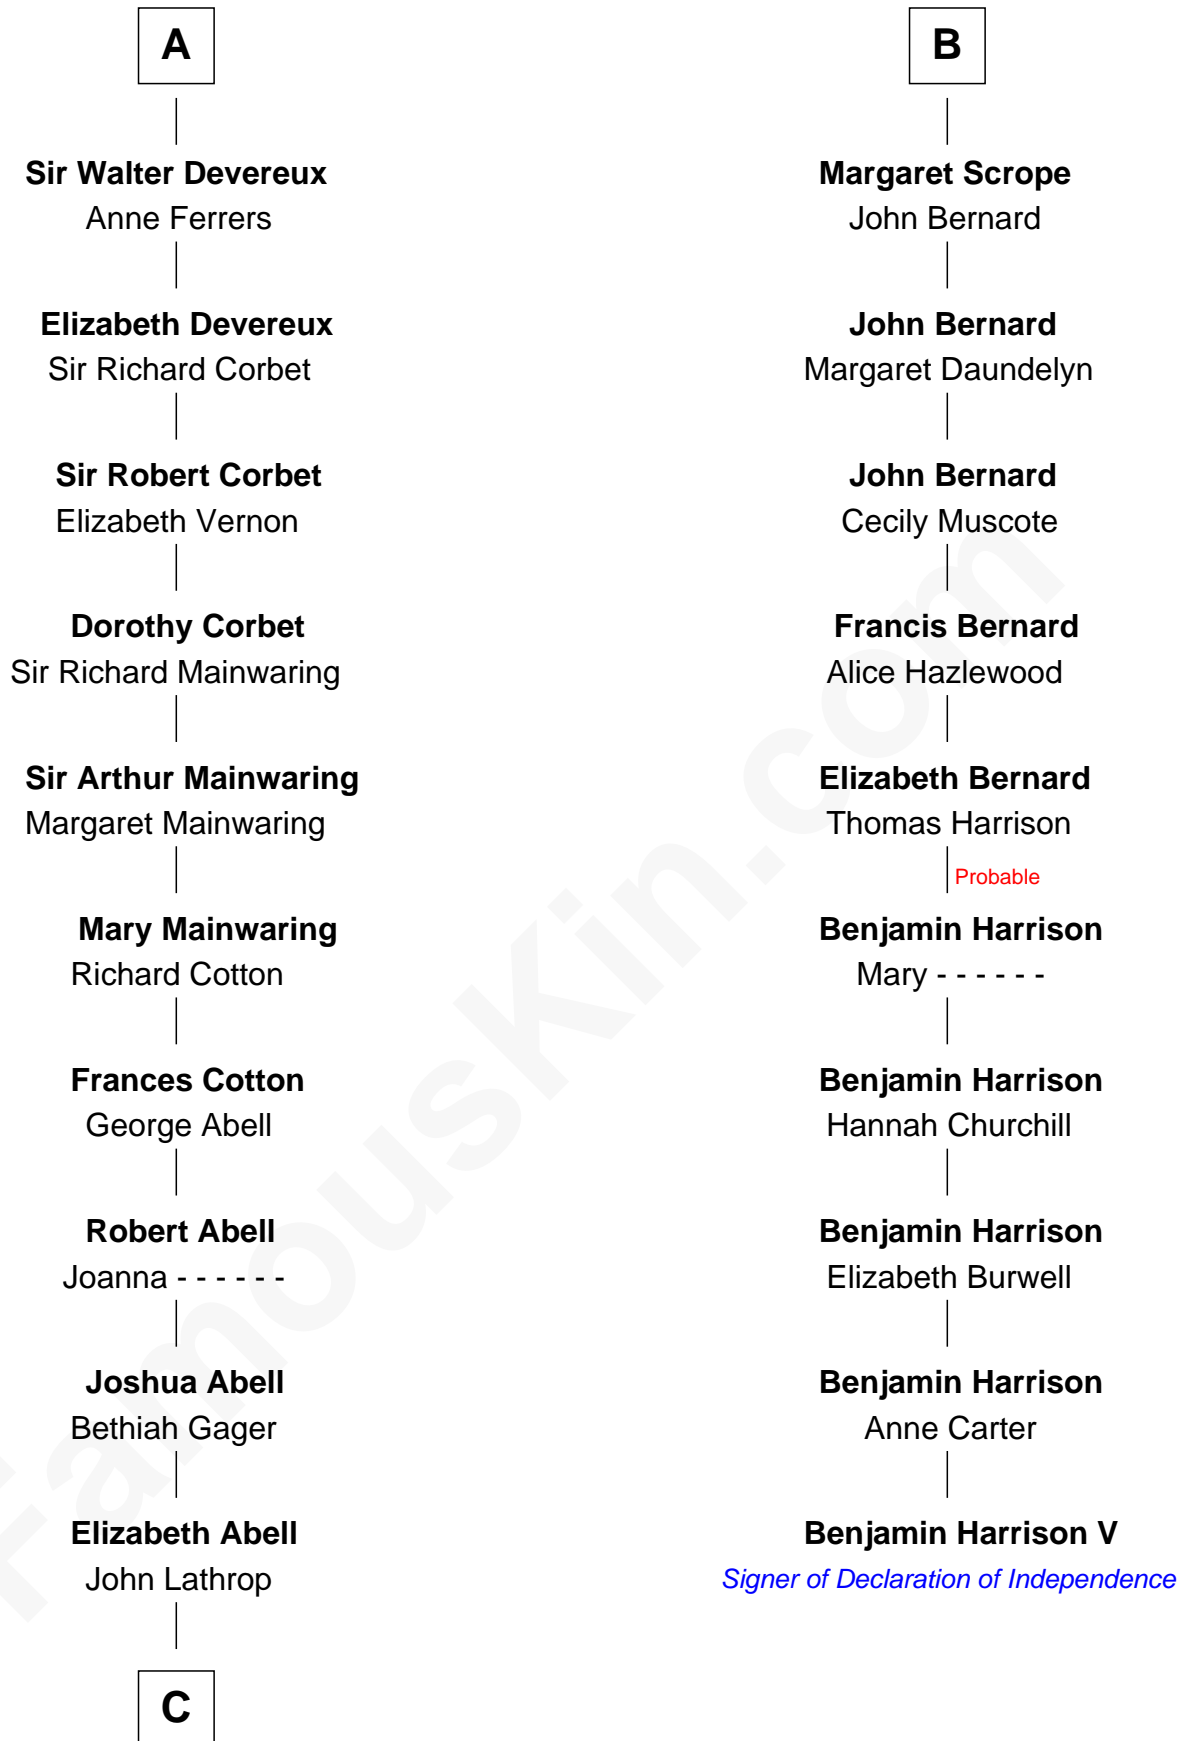 A
Sir Walter Devereux
Anne Ferrers
Elizabeth Devereux
Sir Richard Corbet
Sir Robert Corbet
Elizabeth Vernon
Dorothy Corbet
Sir Richard Mainwaring
Sir Arthur Mainwaring
Margaret Mainwaring
Mary Mainwaring
Richard Cotton
Frances Cotton
George Abell
Robert Abell
Joanna - - - - - -
Joshua Abell
Bethiah Gager
Elizabeth Abell
John Lathrop
C
B
Margaret Scrope
John Bernard
John Bernard
Margaret Daundelyn
John Bernard
Cecily Muscote
Francis Bernard
Alice Hazlewood
Elizabeth Bernard
Thomas Harrison
Probable
Benjamin Harrison
Mary - - - - - -
Benjamin Harrison
Hannah Churchill
Benjamin Harrison
Elizabeth Burwell
Benjamin Harrison
Anne Carter
Benjamin Harrison V
Signer of Declaration of Independence
FamousKin.com